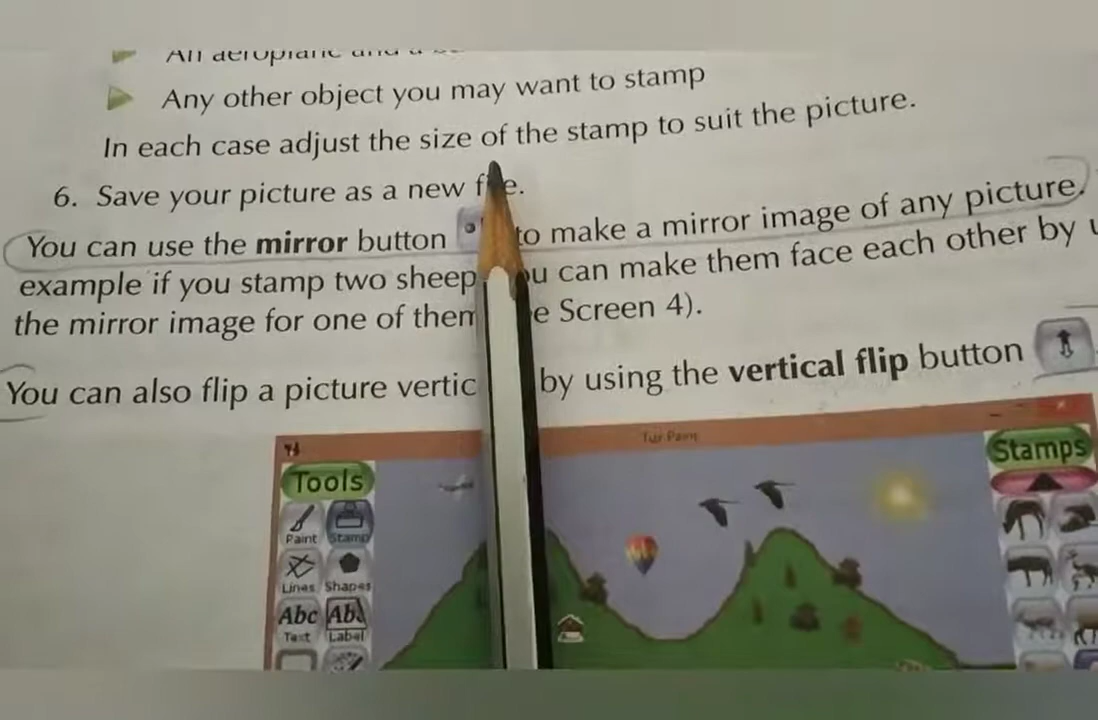 Any other object you may want to stamp
In each case adjust the size of the stamp to suit the picture.
6. Save your picture as a new
You can use the mirror button to make a mirror image of any picture.
example if you stamp two sheep can make them face each other by
the mirror image for one of Screen 4).
You can also flip a picture by using the vertical flip button
Tux Paint
Tools
Stamps
Paint Stamp
Lines Shapes
Abc Abc
Text Label